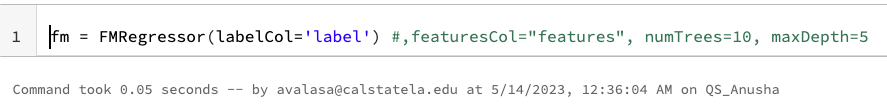 1 fm = FMRegressor(labelCol='label') #,featuresCol="features", numTrees=10, maxDepth=5
Command took 0.05 seconds -- by avalasa@calstatela.edu at 5/14/2023, 12:36:04 AM on QS_Anusha